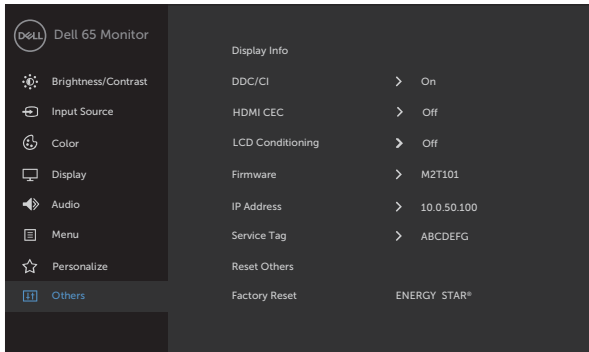 DELL Dell 65 Monitor
Display Info
Brightness/Contrast DDC/CI On
Input Source HDMI CEC Off
Color LCD Conditioning Off
Display Firmware M2T101
Audio IP Address 10.0.50.100
Menu Service Tag ABCDEFG
Personalize Reset Others
Others Factory Reset ENERGY STAR®